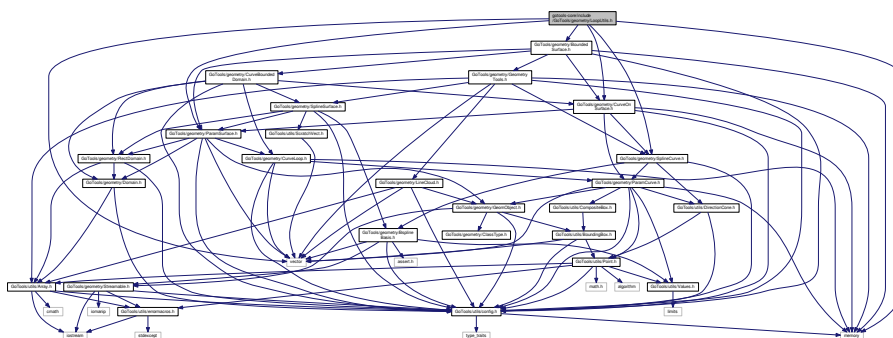 gotools-core/include
/GoTools/geometry/LoopUtils.h
GoTools/geometry/Bounded
Surface.h
GoTools/geometry/CurveBounded
Domain.h
GoTools/geometry/Geometry
Tools.h
GoTools/geometry/SplineSurface.h
GoTools/geometry/CurveOn
Surface.h
GoTools/geometry/ParamSurface.h
GoTools/utils/ScratchVect.h
GoTools/geometry/RectDomain.h
GoTools/geometry/CurveLoop.h
GoTools/geometry/SplineCurve.h
GoTools/geometry/Domain.h
GoTools/geometry/LineCloud.h
GoTools/geometry/ParamCurve.h
GoTools/geometry/GeomObject.h
GoTools/utils/CompositeBox.h
GoTools/utils/DirectionCone.h
GoTools/geometry/BsplineBasis.h
GoTools/geometry/ClassType.h
GoTools/utils/BoundingBox.h
vector
assert.h
GoTools/utils/Point.h
GoTools/utils/Array.h
GoTools/geometry/Streamable.h
math.h
algorithm
GoTools/utils/Values.h
cmath
iomanip
GoTools/utils/errormacros.h
GoTools/utils/config.h
limits
iostream
stdexcept
type_traits
memory